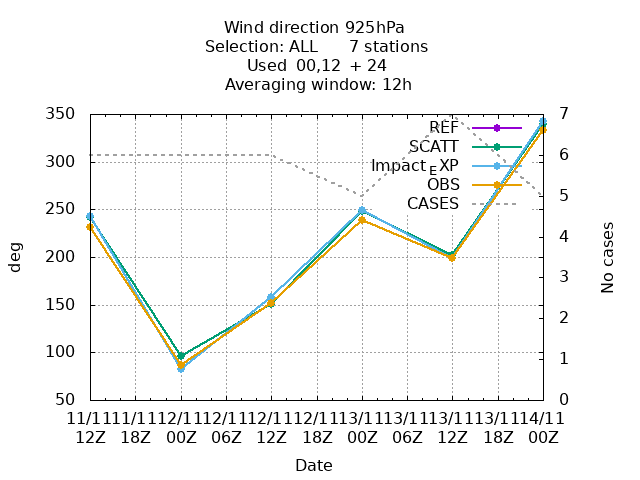 Wind direction 925hPa
Selection: ALL 7 stations
Used 00,12 + 24
Averaging window: 12h
350 7
REF
SCATT
300 6
Impact_EXP
OBS
250 5
CASES
200 4
150 3
100 2
50 1
0
deg
No cases
11/11 11/11 12/11 12/11 12/11 12/11 13/11 13/11 13/11 13/11 14/11
12Z 18Z 00Z 06Z 12Z 18Z 00Z 06Z 12Z 18Z 00Z
Date